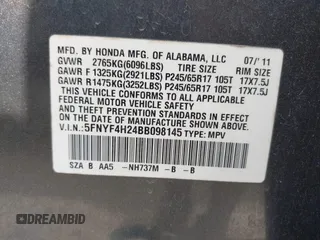 MFD. BY HONDA MFG. OF ALABAMA, LLC 07/'11
GVWR 2765KG(6096LBS) TIRE SIZE RIM SIZE
GAWR F 1325KG(2921LBS) P245/65R17 105T 17X7.5J
GAWR R1475KG(3252LBS) P245/65R17 105T 17X7.5J
THIS VEHICLE CONFORMS TO ALL APPLICABLE
FEDERAL MOTOR VEHICLE SAFETY AND
THEFT PREVENTION STANDARDS IN EFFECT
ON THE DATE OF MANUFACTURE SHOWN ABOVE.
V.I.N.: 5FNYF4H24BB098145 TYPE: MPV
SZA B AA5 -NH737M -B -B
DREAMBID